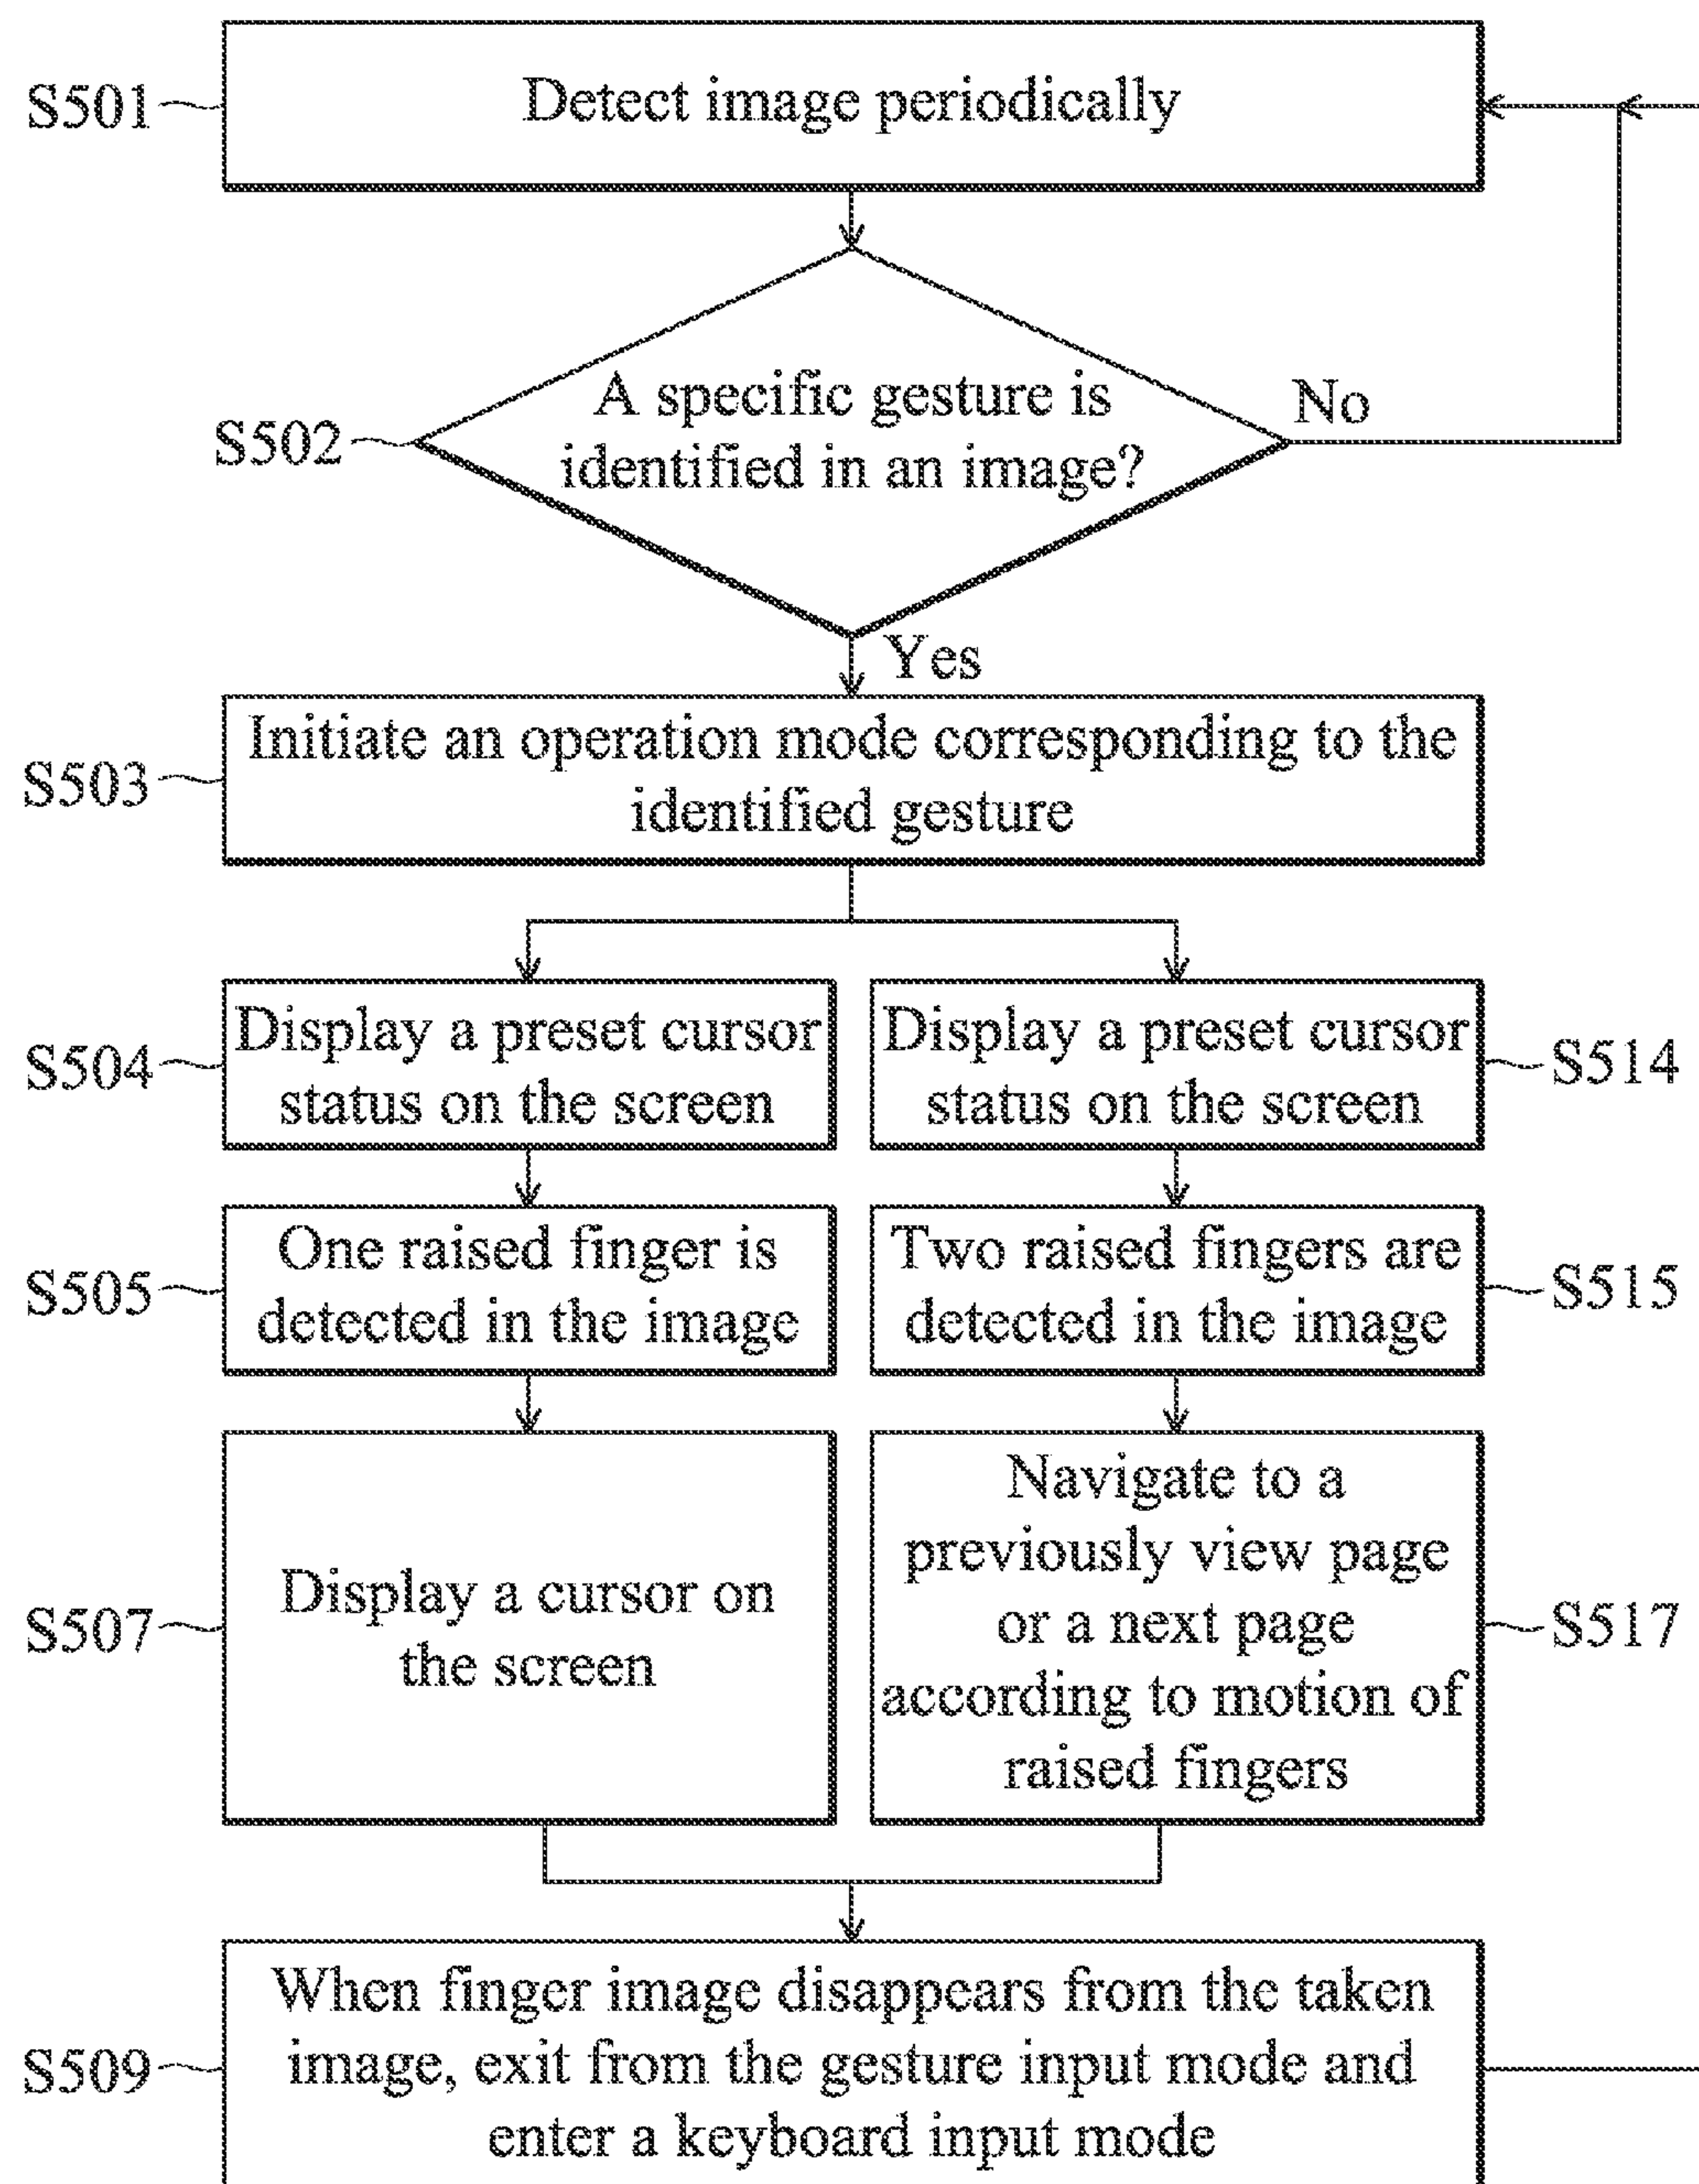 S501
Detect image periodically
S502
A specific gesture is
identified in an image?
No
Yes
S503
Initiate an operation mode corresponding to the
identified gesture
S504
Display a preset cursor
status on the screen
Display a preset cursor
status on the screen
S514
S505
One raised finger is
detected in the image
Two raised fingers are
detected in the image
S515
S507
Display a cursor on
the screen
Navigate to a
previously view page
or a next page
according to motion of
raised fingers
S517
S509
When finger image disappears from the taken
image, exit from the gesture input mode and
enter a keyboard input mode